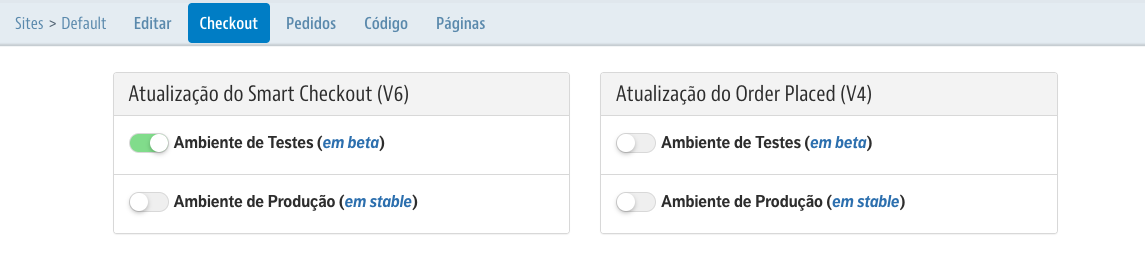 Sites > Default Editar Checkout Pedidos Código Páginas
Atualização do Smart Checkout (V6)
Ambiente de Testes (em beta)
Ambiente de Produção (em stable)
Atualização do Order Placed (V4)
Ambiente de Testes (em beta)
Ambiente de Produção (em stable)